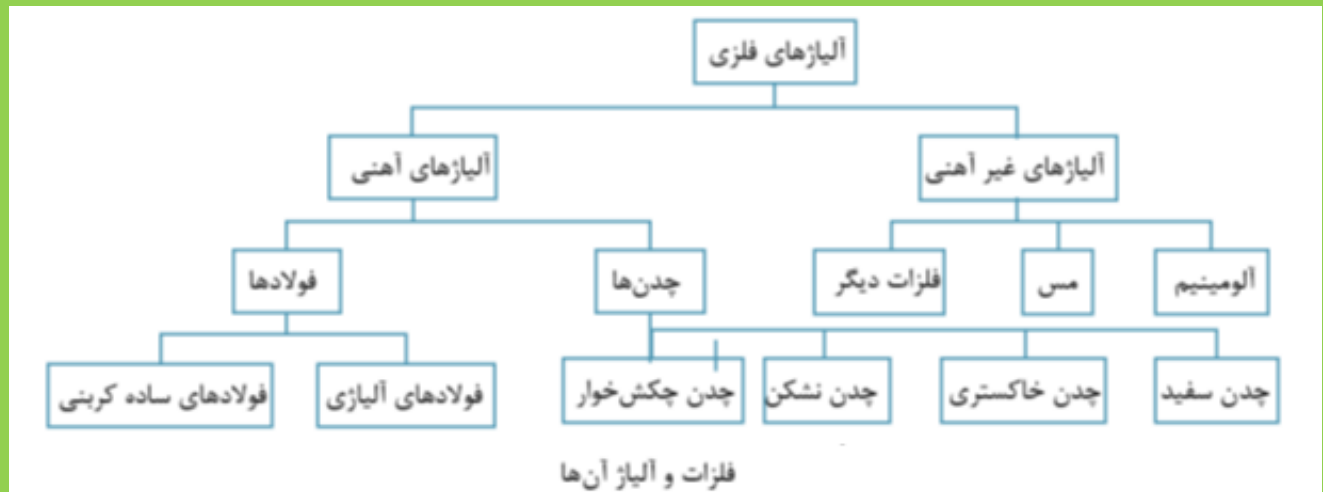 آلیاژهای فلزی
آلیاژهای غیر آهنی
آلیاژهای آهنی
آلومینیم
مس
فلزات دیگر
چدن‌ها
فولادها
چدن سفید
چدن خاکستری
چدن نشکن
چدن چکش‌خوار
فولادهای آلیاژی
فولادهای ساده کربنی
فلزات و آلیاژ آن‌ها